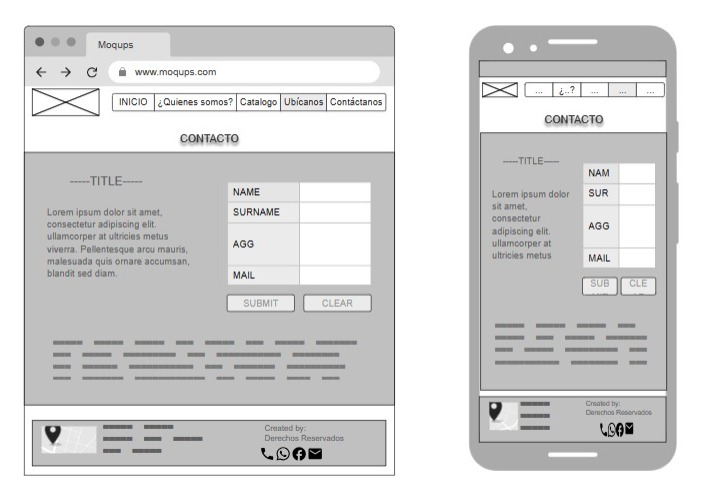 Moqups
www.moqups.com
INICIO ¿Quienes somos? Catalogo Ubícanos Contáctanos
CONTACTO
-----TITLE-----
Lorem ipsum dolor sit amet,
consectetur adipiscing elit.
ullamcorper at ultricies metus
viverra. Pellentesque arcu mauris,
malesuada quis ornare accumsan,
blandit sed diam.
NAME
SURNAME
AGG
MAIL
SUBMIT CLEAR
Created by:
Derechos Reservados
... ¿..? ... ... ...
CONTACTO
-----TITLE-----
Lorem ipsum dolor
sit amet,
consectetur
adipiscing elit.
ullamcorper at
ultricies metus
NAM
SUR
AGG
MAIL
SUB CLE
Created by:
Derechos Reservados